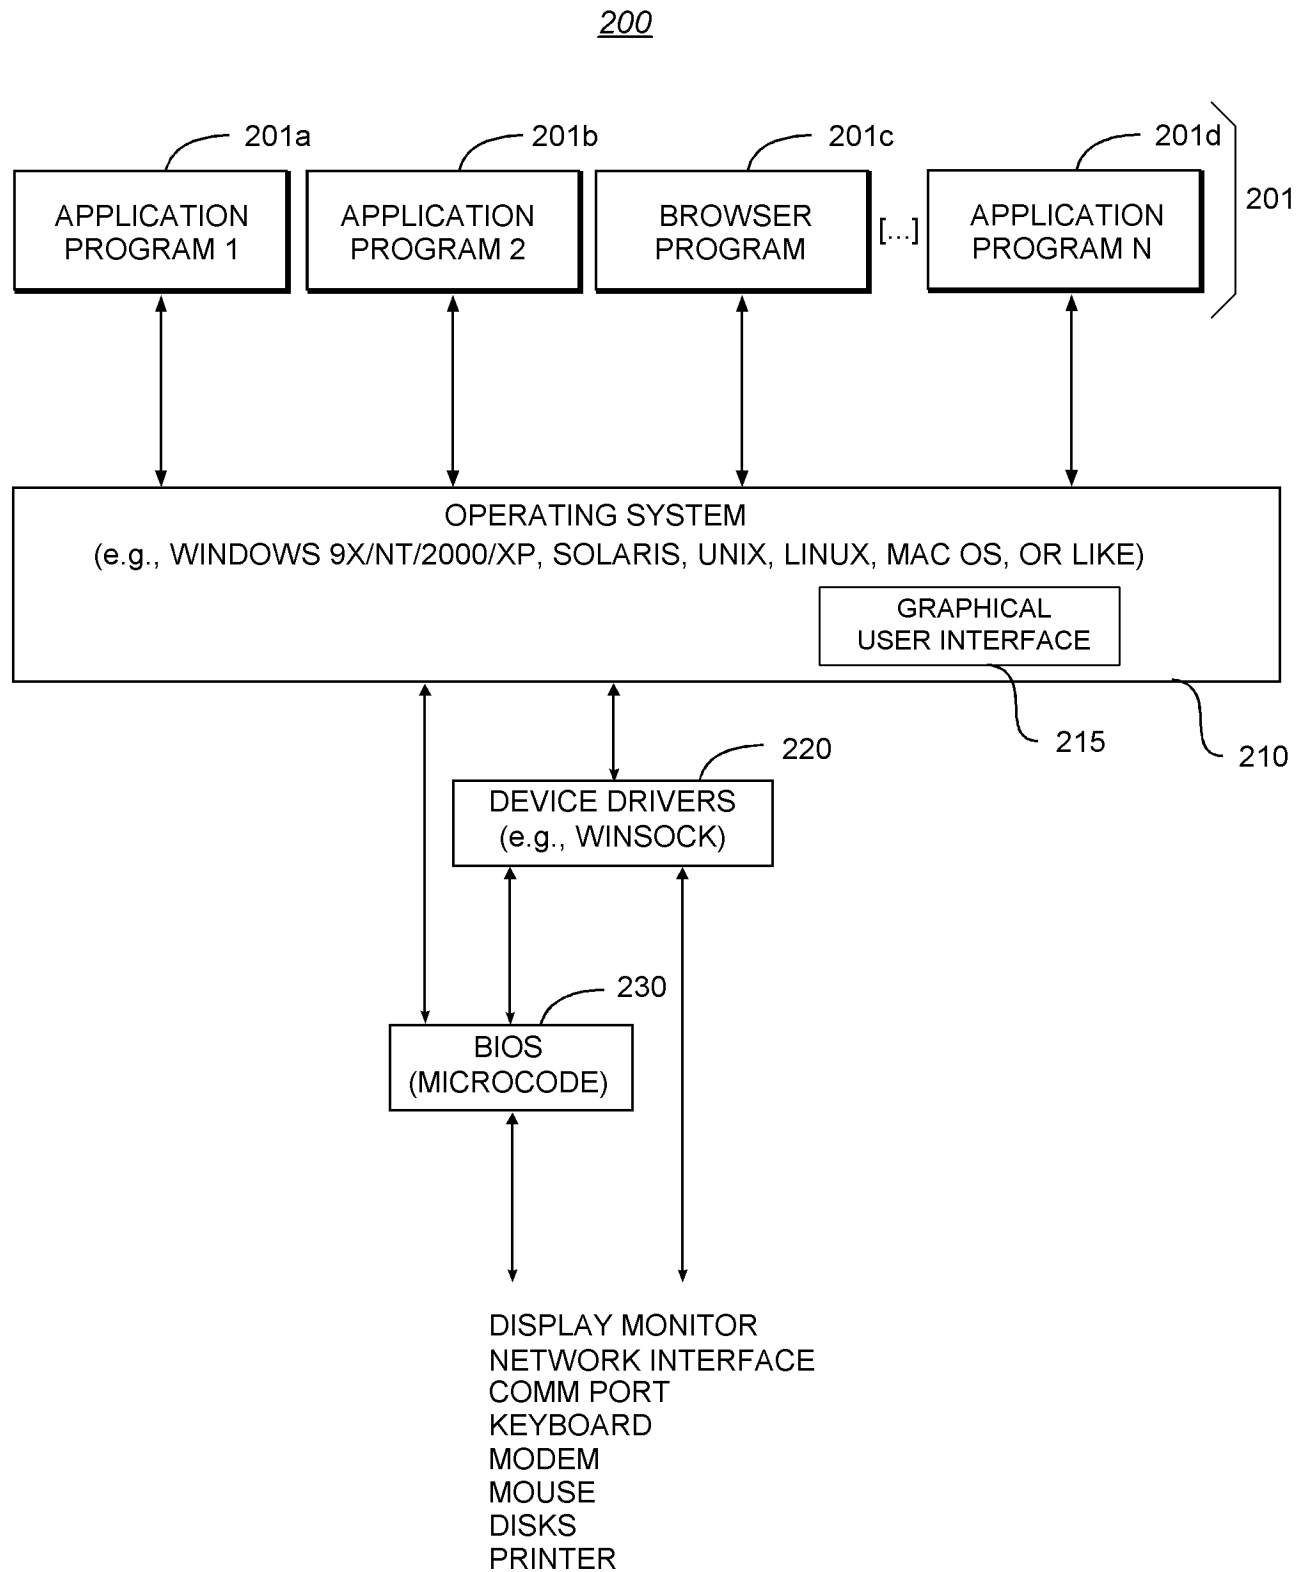 200
201a
201b
201c
201d
APPLICATION
PROGRAM 1
APPLICATION
PROGRAM 2
BROWSER
PROGRAM
[...]
APPLICATION
PROGRAM N
201
OPERATING SYSTEM
(e.g., WINDOWS 9X/NT/2000/XP, SOLARIS, UNIX, LINUX, MAC OS, OR LIKE)
GRAPHICAL
USER INTERFACE
215
210
220
DEVICE DRIVERS
(e.g., WINSOCK)
230
BIOS
(MICROCODE)
DISPLAY MONITOR
NETWORK INTERFACE
COMM PORT
KEYBOARD
MODEM
MOUSE
DISKS
PRINTER